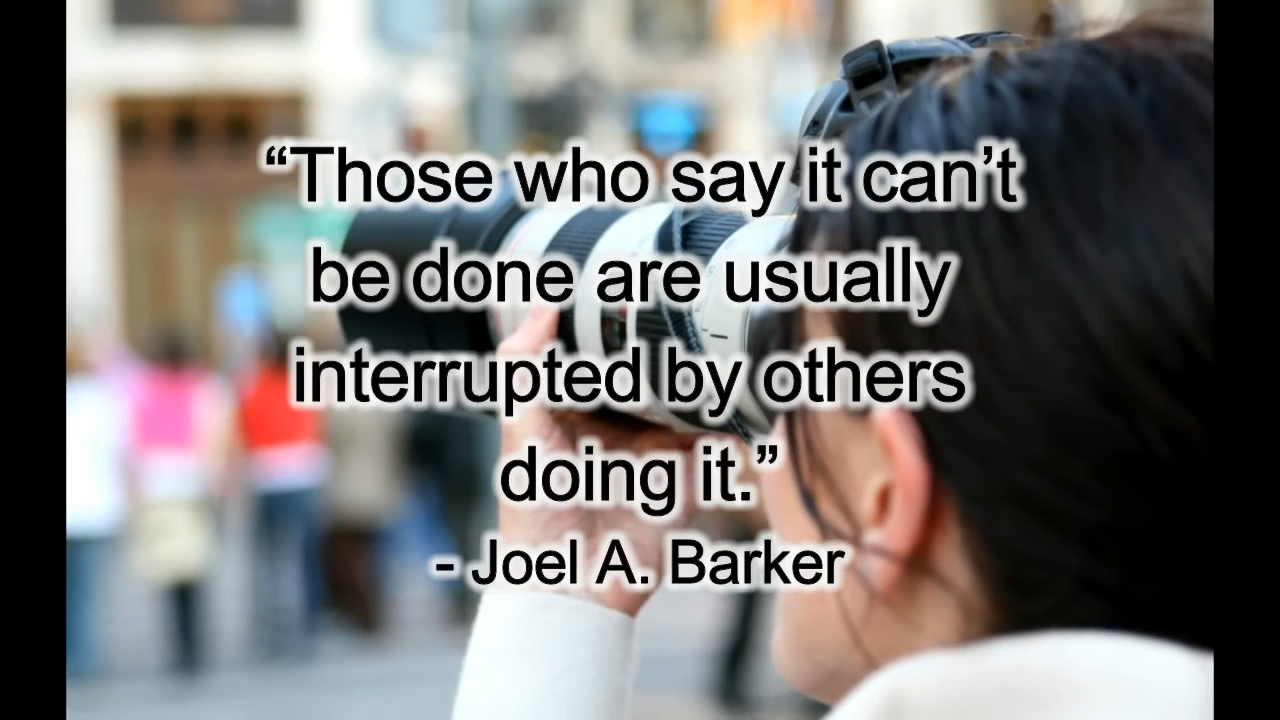 “Those who say it can’t
be done are usually
interrupted by others
doing it.”
- Joel A. Barker